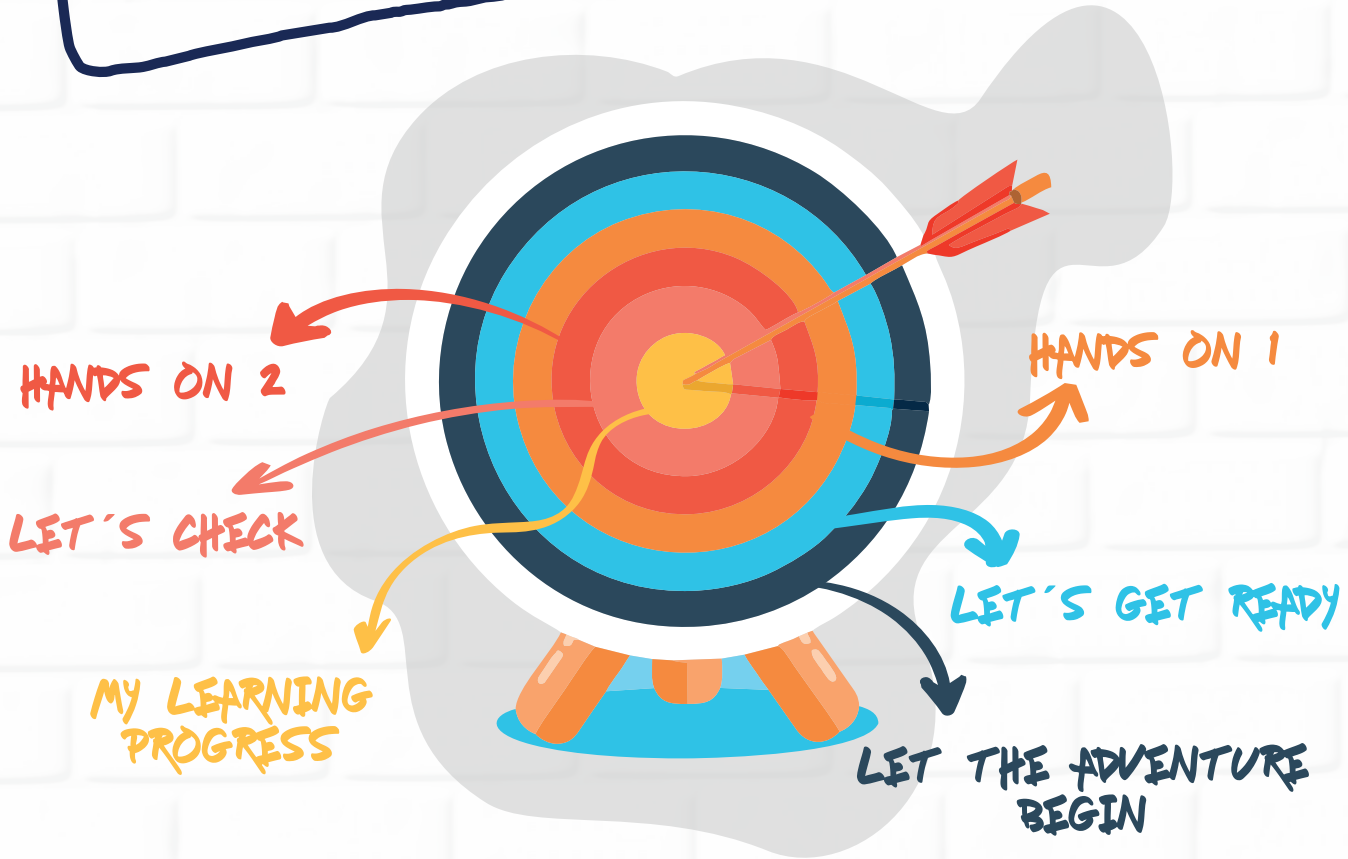 HANDS ON 1
HANDS ON 2
LET´S CHECK
LET´S GET READY
MY LEARNING
PROGRESS
LET THE ADVENTURE
BEGIN